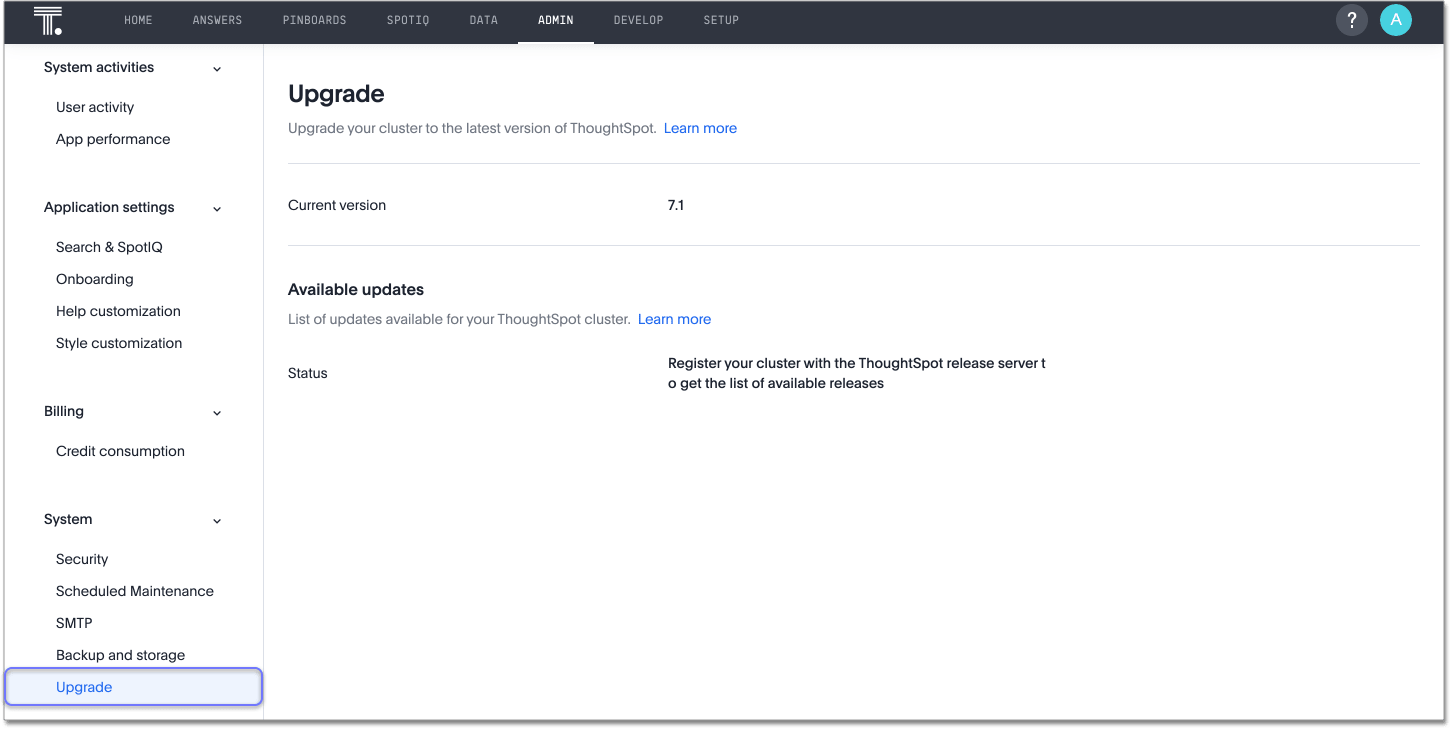 T.
HOME ANSWERS PINBOARDS SPOTIQ DATA ADMIN DEVELOP SETUP ? A
System activities
User activity
App performance
Application settings
Search & SpotIQ
Onboarding
Help customization
Style customization
Billing
Credit consumption
System
Security
Scheduled Maintenance
SMTP
Backup and storage
Upgrade
Upgrade
Upgrade your cluster to the latest version of ThoughtSpot. Learn more
Current version 7.1
Available updates
List of updates available for your ThoughtSpot cluster. Learn more
Status
Register your cluster with the ThoughtSpot release server t
o get the list of available releases